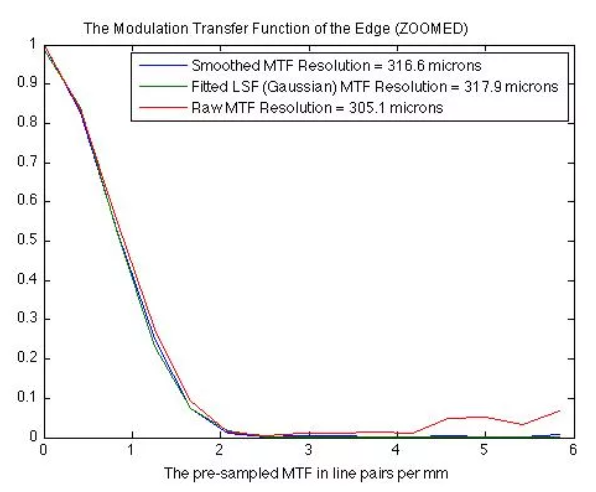 The Modulation Transfer Function of the Edge (ZOOMED)
Smoothed MTF Resolution = 316.6 microns
Fitted LSF (Gaussian) MTF Resolution = 317.9 microns
Raw MTF Resolution = 305.1 microns
1
0.9
0.8
0.7
0.6
0.5
0.4
0.3
0.2
0.1
0
0 1 2 3 4 5 6
The pre-sampled MTF in line pairs per mm